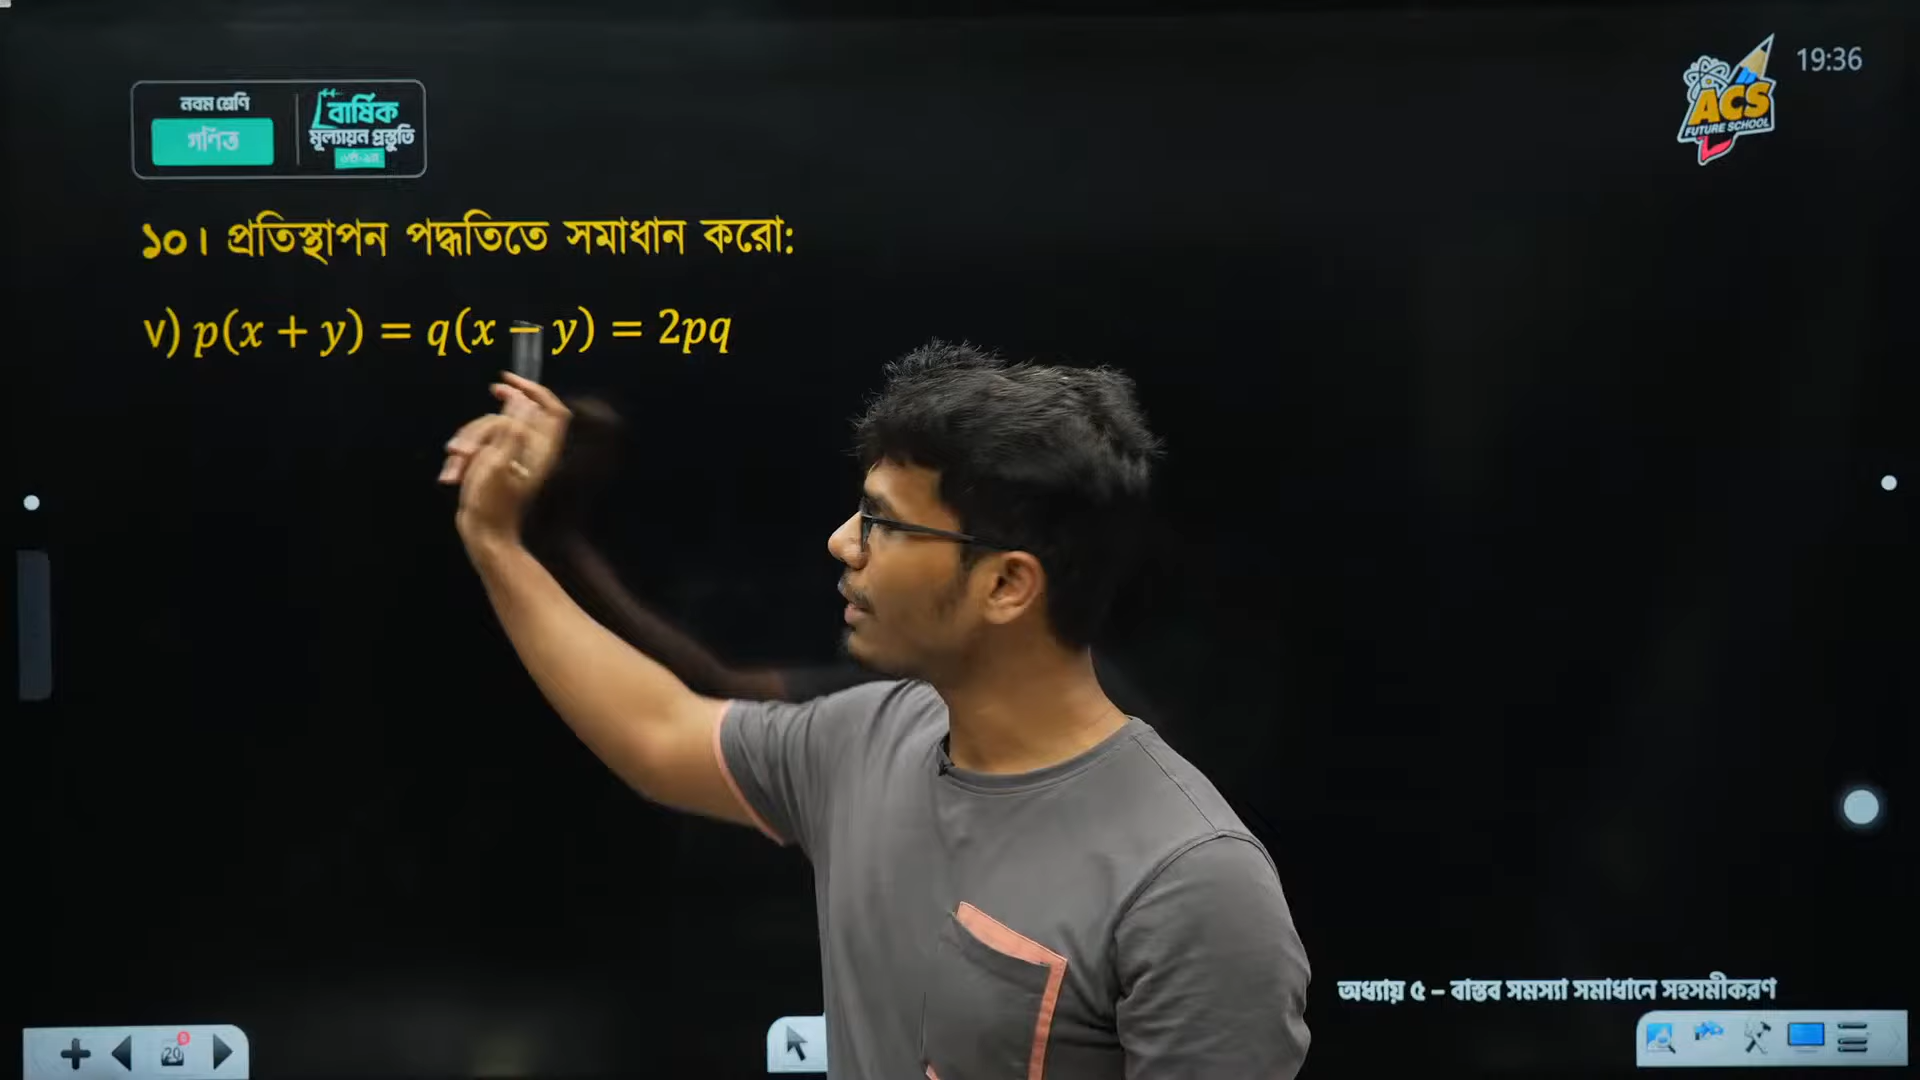 নবম শ্রেণি
গণিত
বার্ষিক
মূল্যায়ন প্রস্তুতি
ACS
FUTURE SCHOOL
19:36
১০। প্রতিস্থাপন পদ্ধতিতে সমাধান করো:
v) p(x + y) = q(x − y) = 2pq
অধ্যায় ৫ – বাস্তব সমস্যা সমাধানে সহসমীকরণ
20